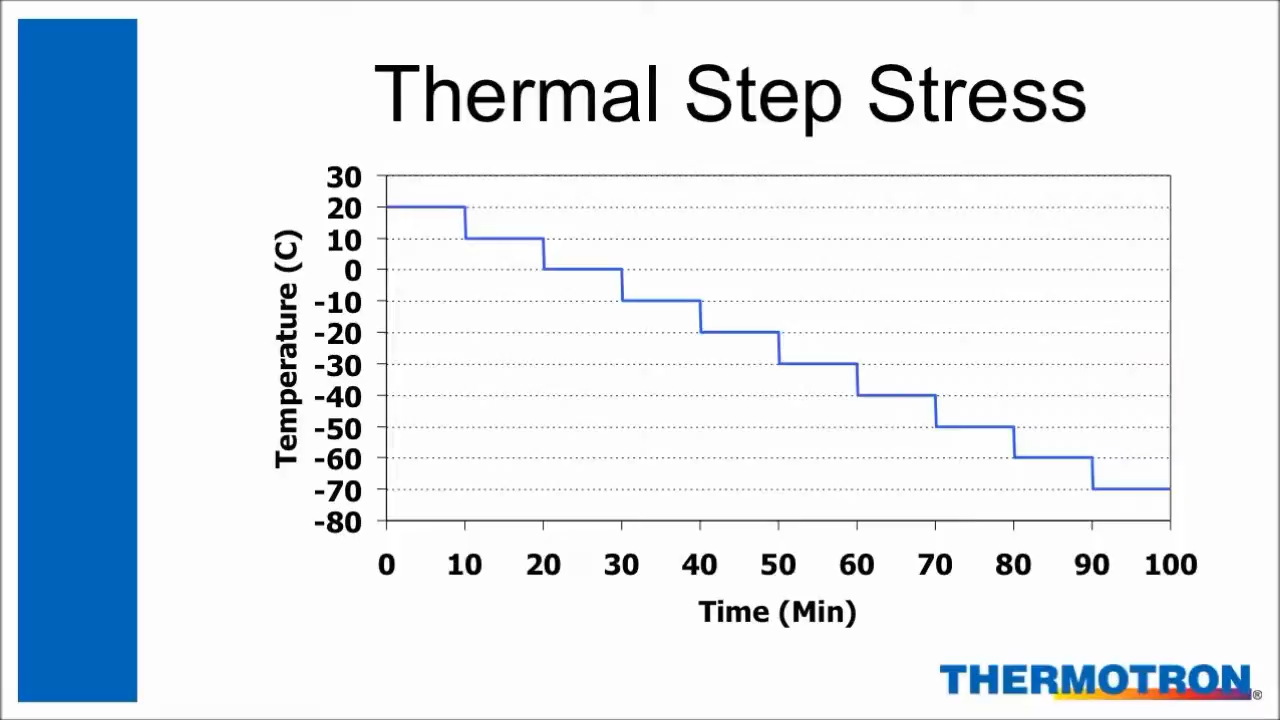 Thermal Step Stress
30
20
10
0
-10
-20
-30
-40
-50
-60
-70
-80
Temperature (C)
0 10 20 30 40 50 60 70 80 90 100
Time (Min)
THERMOTRON®